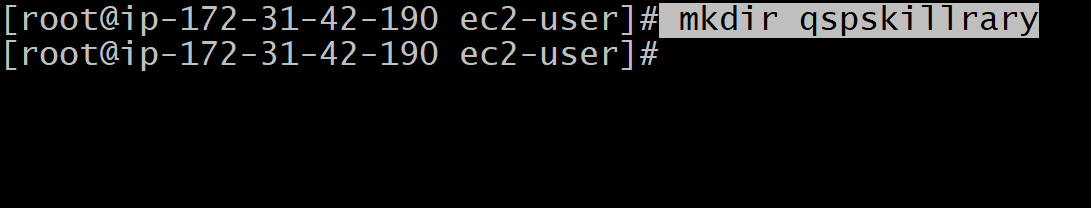 [root@ip-172-31-42-190 ec2-user]# mkdir qspskillrary
[root@ip-172-31-42-190 ec2-user]#